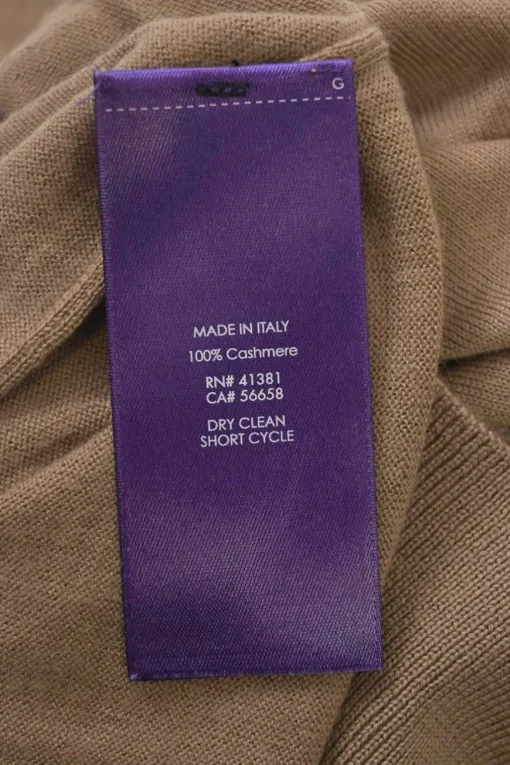 G
MADE IN ITALY
100% Cashmere
RN# 41381
CA# 56658
DRY CLEAN
SHORT CYCLE